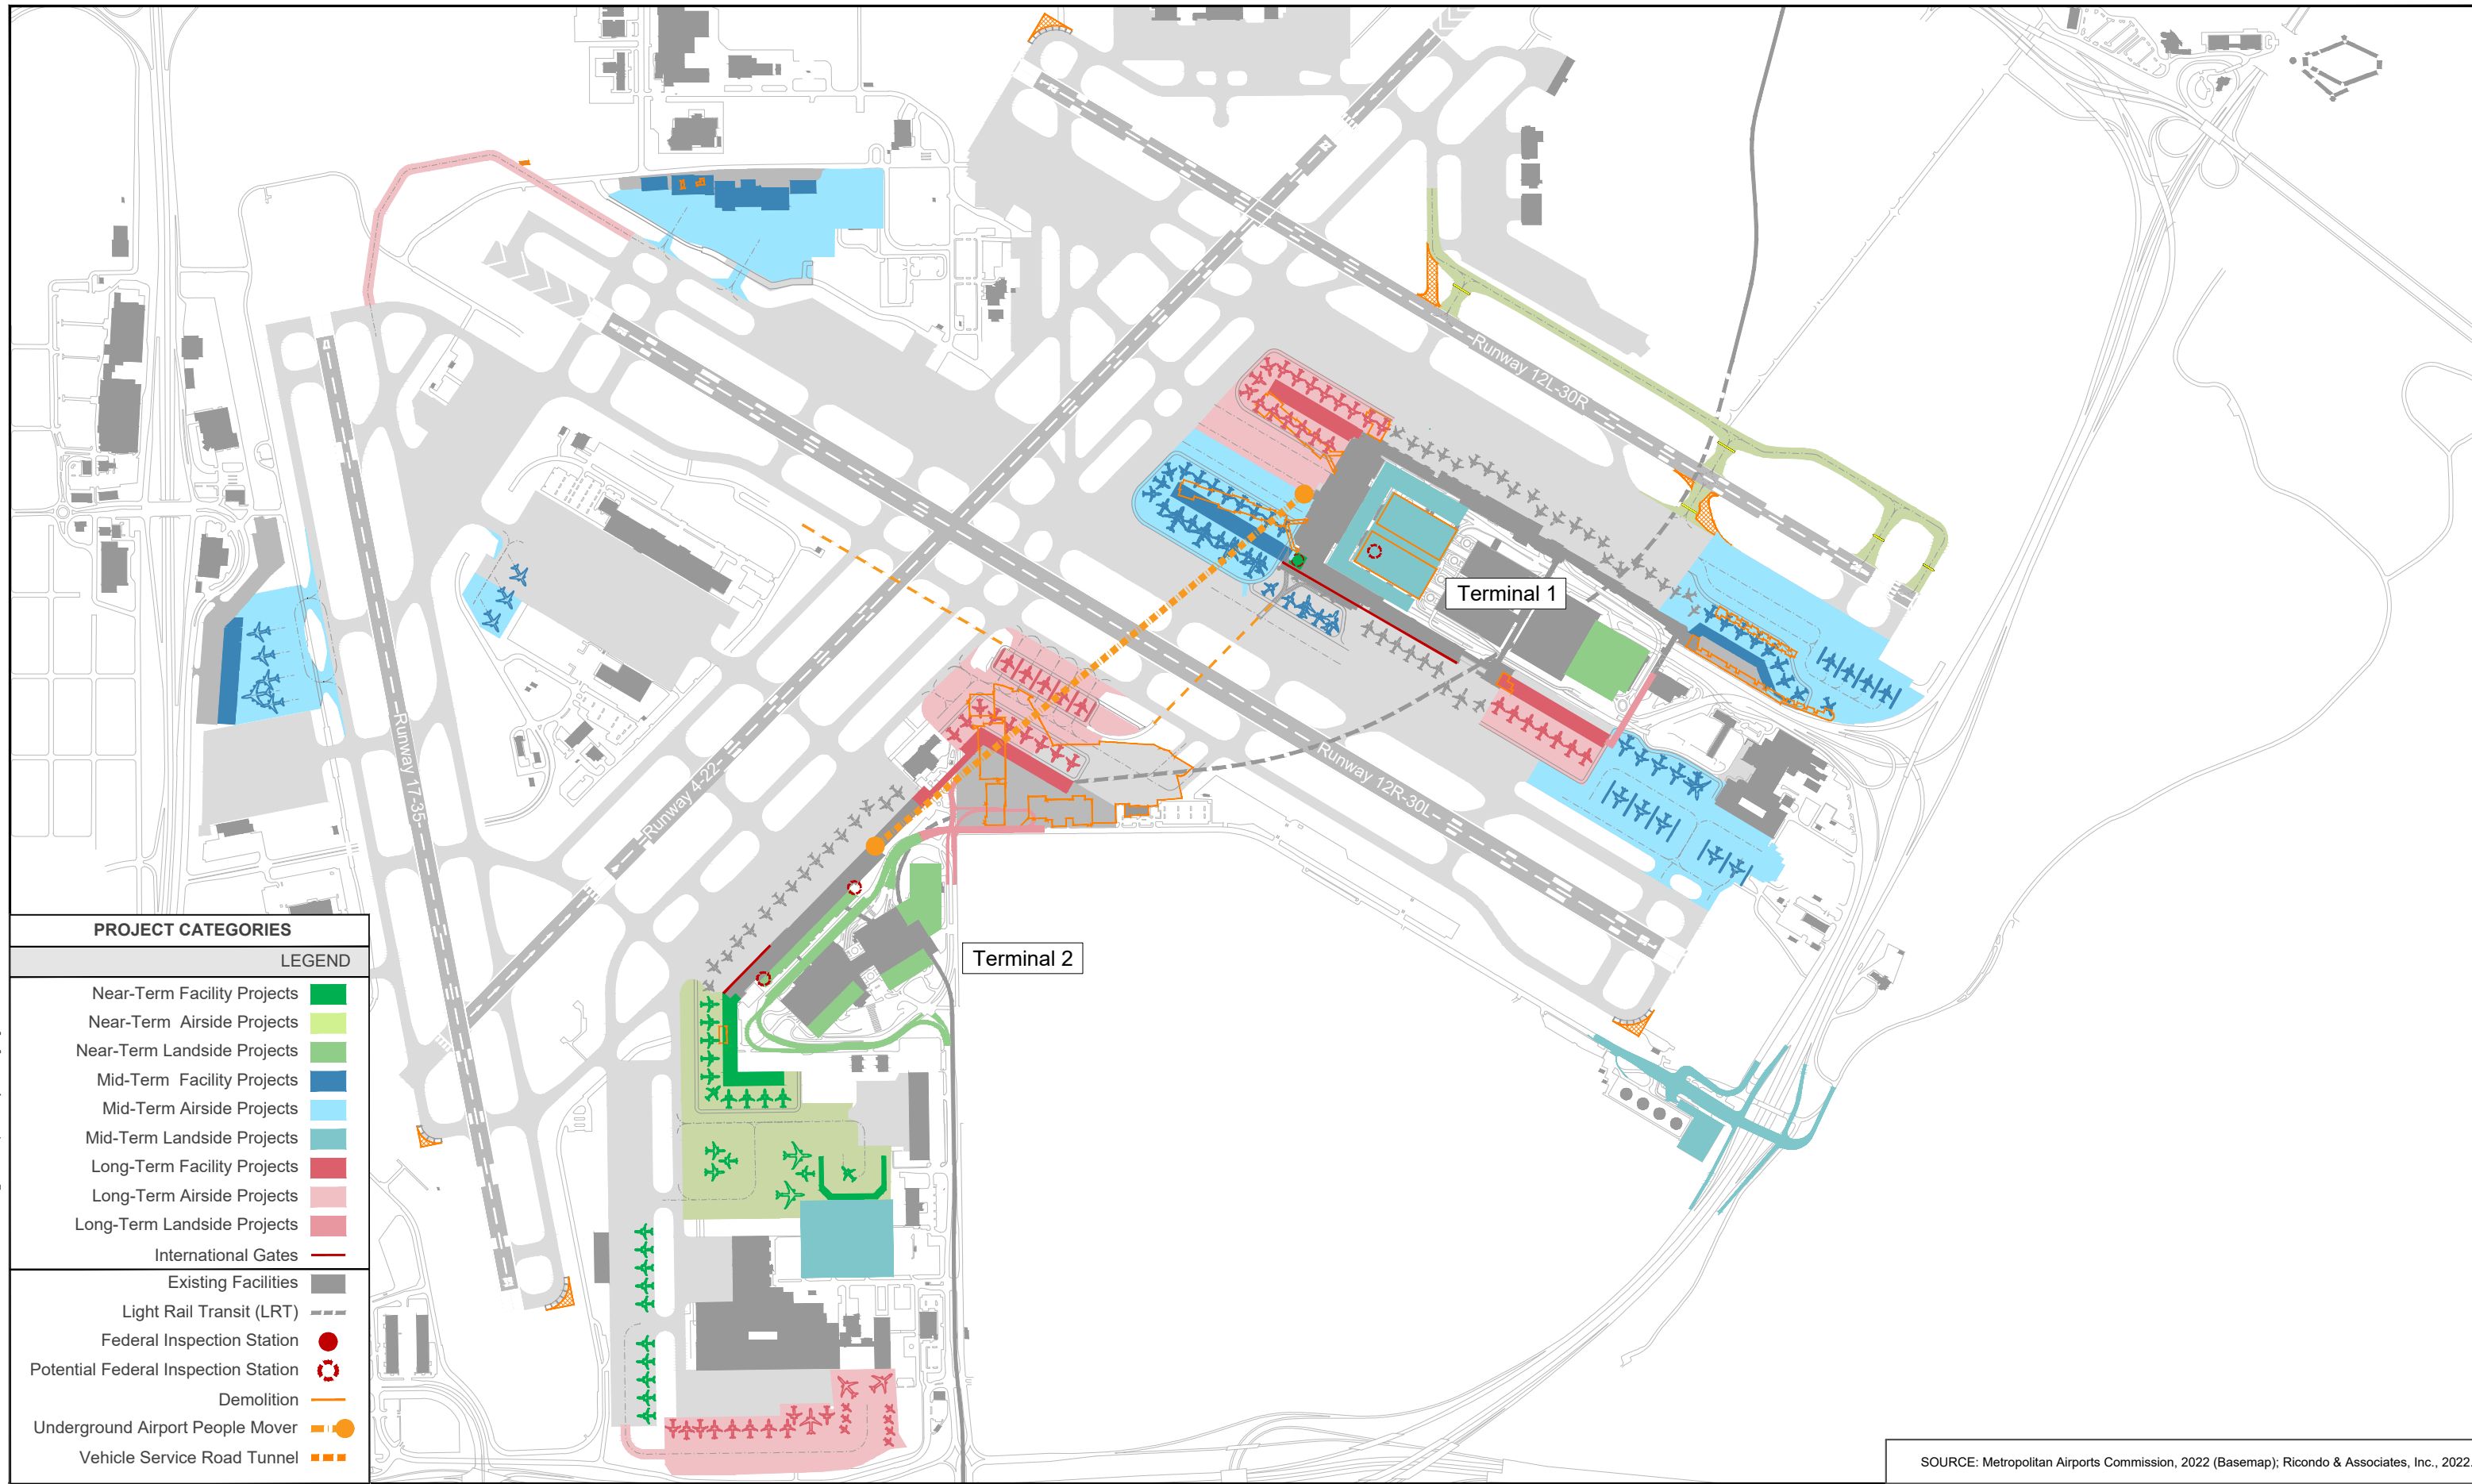 Runway 12L-30R
Terminal 1
Runway 12R-30L
Runway 17-35
Runway 4-22
Terminal 2
PROJECT CATEGORIES
LEGEND
Near-Term Facility Projects
Near-Term Airside Projects
Near-Term Landside Projects
Mid-Term Facility Projects
Mid-Term Airside Projects
Mid-Term Landside Projects
Long-Term Facility Projects
Long-Term Airside Projects
Long-Term Landside Projects
International Gates
Existing Facilities
Light Rail Transit (LRT)
Federal Inspection Station
Potential Federal Inspection Station
Demolition
Underground Airport People Mover
Vehicle Service Road Tunnel
SOURCE: Metropolitan Airports Commission, 2022 (Basemap); Ricondo & Associates, Inc., 2022.